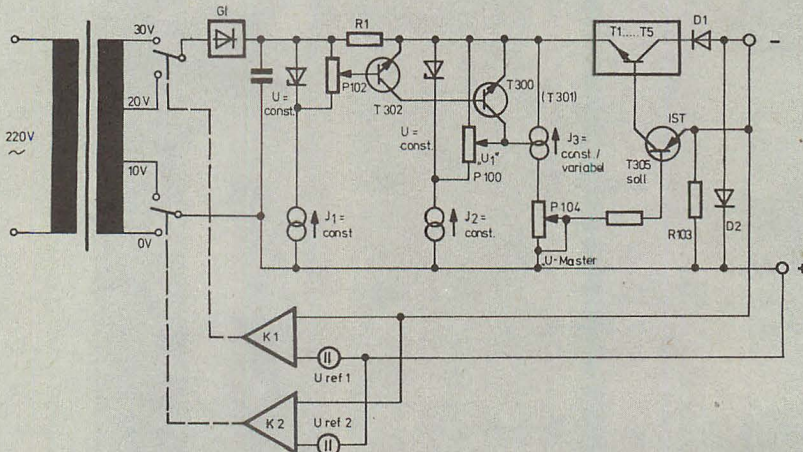 30V
GI
R1
T1.....T5
D1
-
P102
T302
T300
(T301)
U =
const.
20V
220V
~
U =
const.
„U1"
P100
J3 =
const /
variabel
IST
T305
soll
10V
J1 =
const
J2 =
const.
P104
R103
D2
0V
„U-Master
+
K1
U ref 1
K2
U ref 2